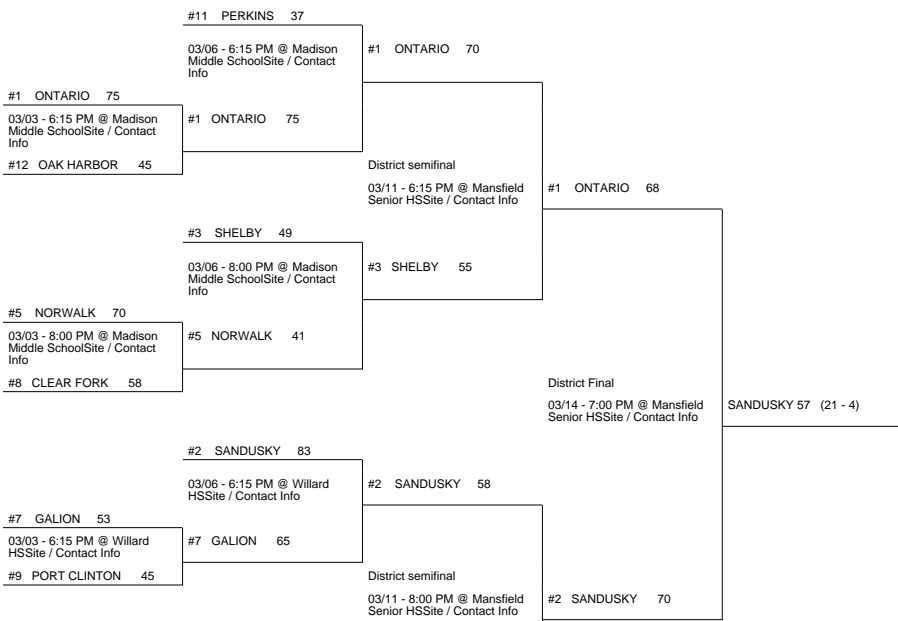 #11 PERKINS 37
03/06 - 6:15 PM @ Madison
Middle SchoolSite / Contact
Info
#1 ONTARIO 70
#1 ONTARIO 75
03/03 - 6:15 PM @ Madison
Middle SchoolSite / Contact
Info
#1 ONTARIO 75
#12 OAK HARBOR 45
District semifinal
03/11 - 6:15 PM @ Mansfield
Senior HSSite / Contact Info
#1 ONTARIO 68
#3 SHELBY 49
03/06 - 8:00 PM @ Madison
Middle SchoolSite / Contact
Info
#3 SHELBY 55
#5 NORWALK 70
03/03 - 8:00 PM @ Madison
Middle SchoolSite / Contact
Info
#5 NORWALK 41
#8 CLEAR FORK 58
District Final
03/14 - 7:00 PM @ Mansfield
Senior HSSite / Contact Info
SANDUSKY 57 (21 - 4)
#2 SANDUSKY 83
03/06 - 6:15 PM @ Willard
HSSite / Contact Info
#2 SANDUSKY 58
#7 GALION 53
03/03 - 6:15 PM @ Willard
HSSite / Contact Info
#7 GALION 65
#9 PORT CLINTON 45
District semifinal
03/11 - 8:00 PM @ Mansfield
Senior HSSite / Contact Info
#2 SANDUSKY 70